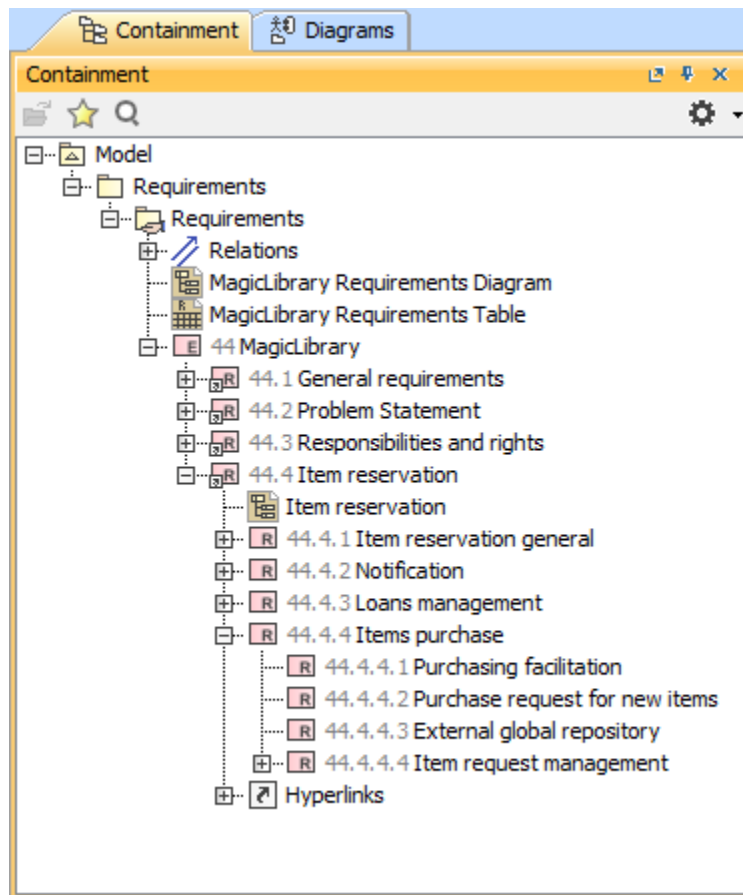 Containment
Diagrams
Containment
Model
Requirements
Requirements
Relations
MagicLibrary Requirements Diagram
MagicLibrary Requirements Table
E 44 MagicLibrary
R 44.1 General requirements
R 44.2 Problem Statement
R 44.3 Responsibilities and rights
R 44.4 Item reservation
Item reservation
R 44.4.1 Item reservation general
R 44.4.2 Notification
R 44.4.3 Loans management
R 44.4.4 Items purchase
R 44.4.4.1 Purchasing facilitation
R 44.4.4.2 Purchase request for new items
R 44.4.4.3 External global repository
R 44.4.4.4 Item request management
Hyperlinks